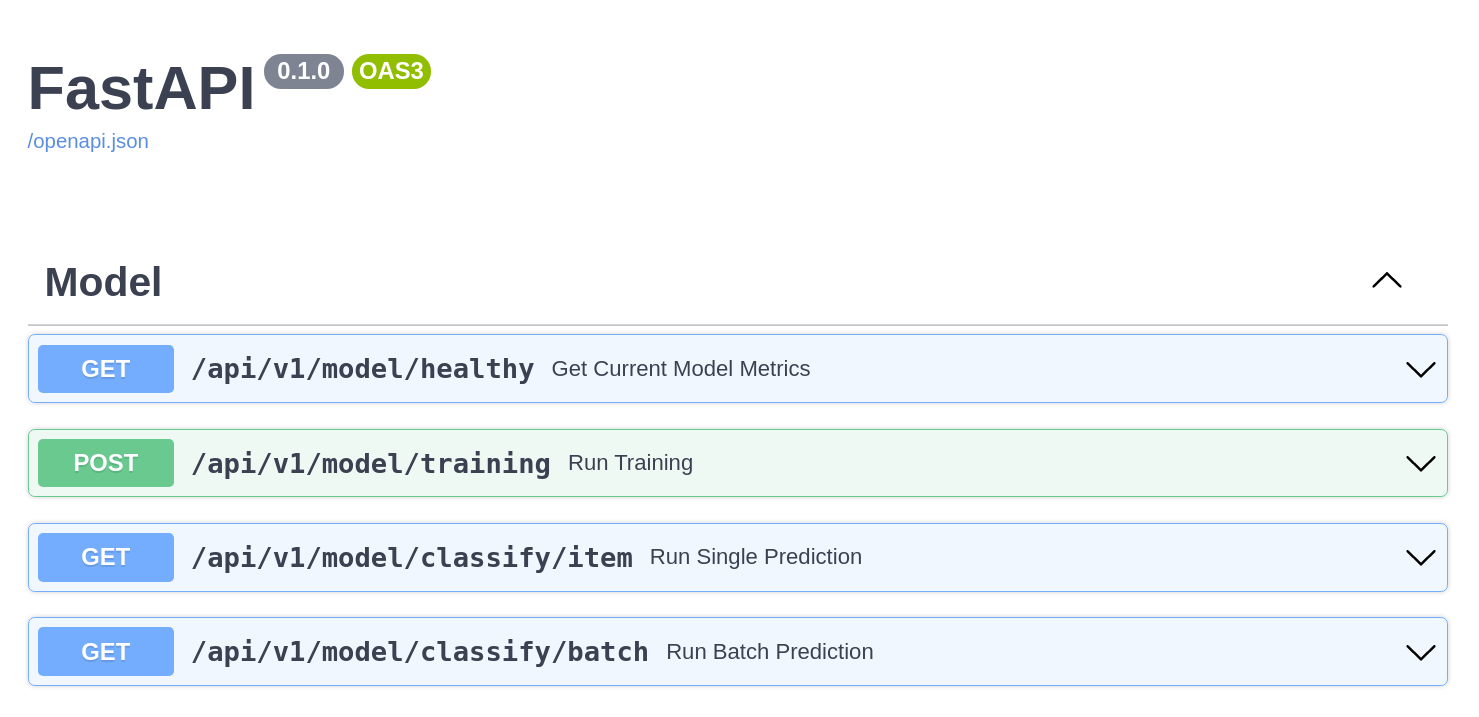 FastAPI 0.1.0 OAS3
/openapi.json
Model
GET /api/v1/model/healthy Get Current Model Metrics
POST /api/v1/model/training Run Training
GET /api/v1/model/classify/item Run Single Prediction
GET /api/v1/model/classify/batch Run Batch Prediction